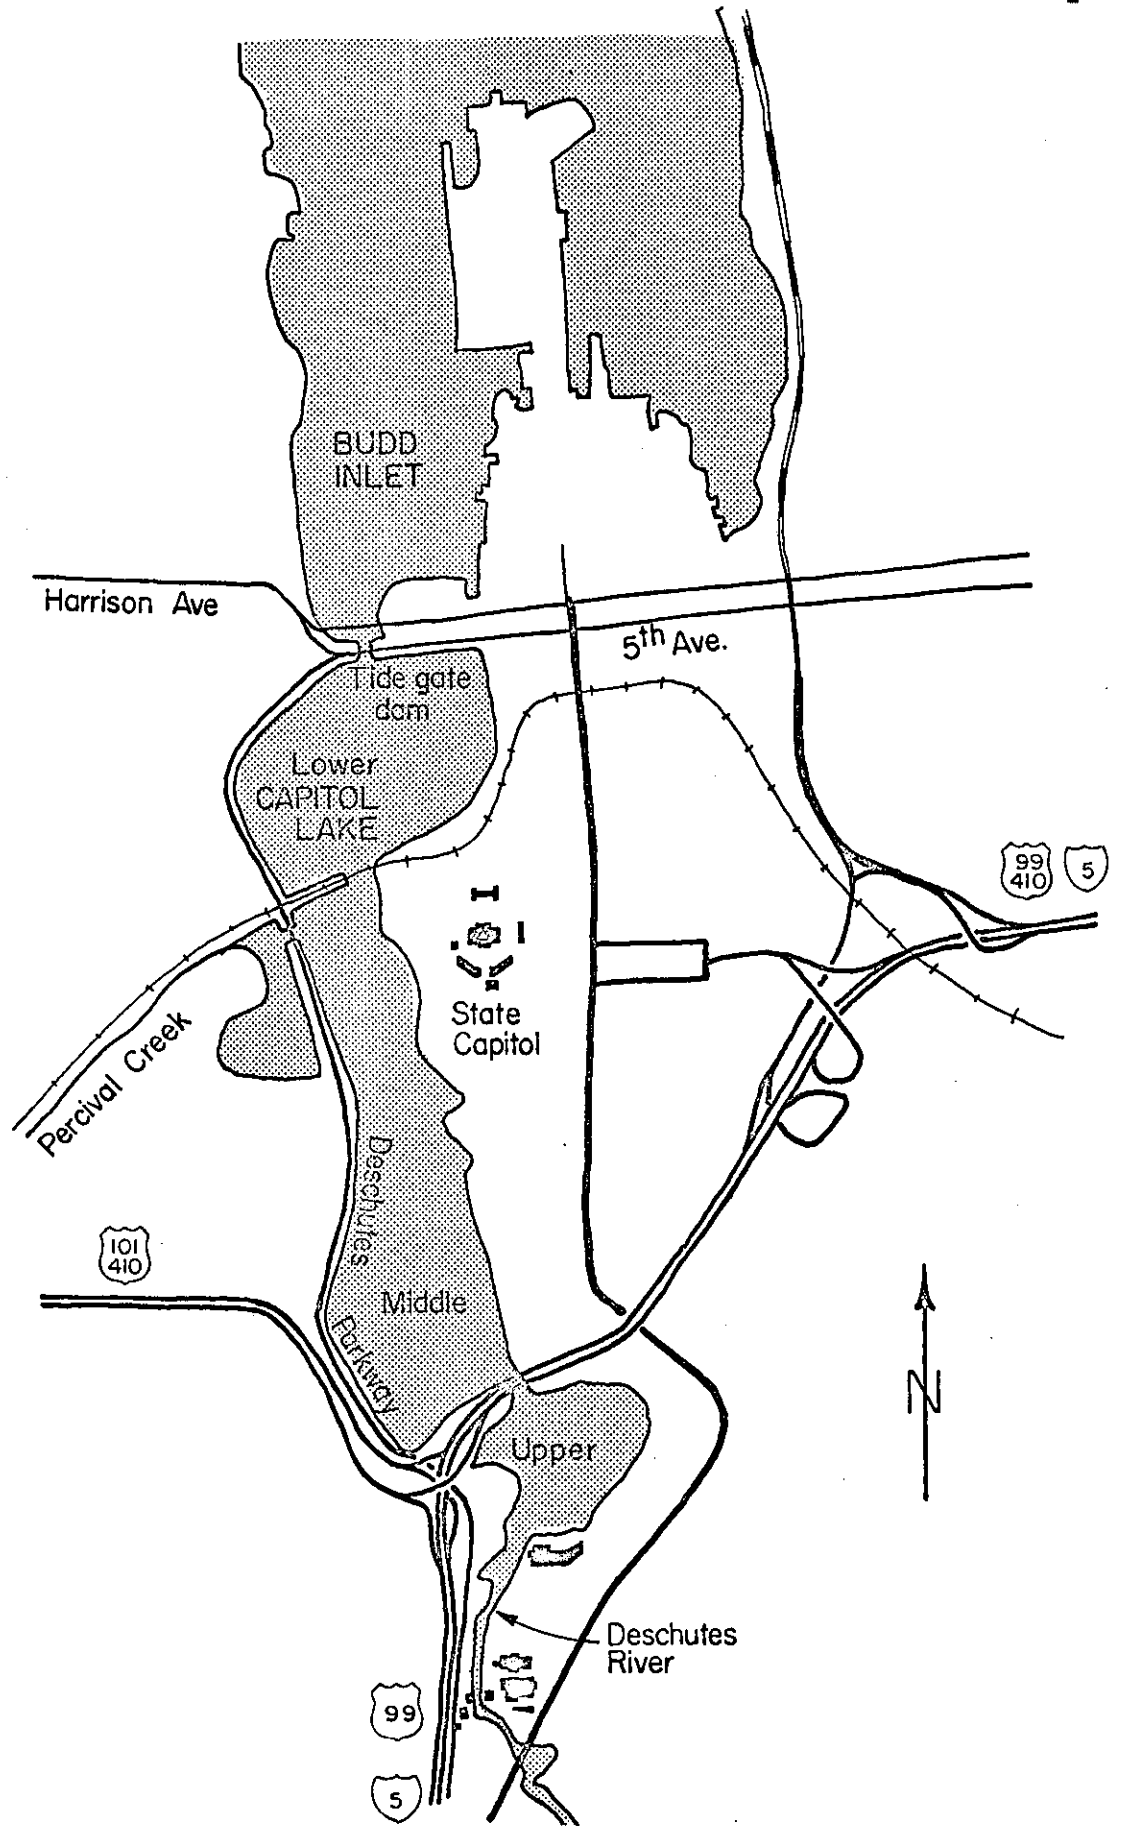 BUDD
INLET
Harrison Ave
5th Ave.
Tide gate
dam
Lower
CAPITOL
LAKE
99
410
5
State
Capitol
Percival Creek
Deschutes
Parkway
101
410
Middle
N
Upper
Deschutes
River
99
5